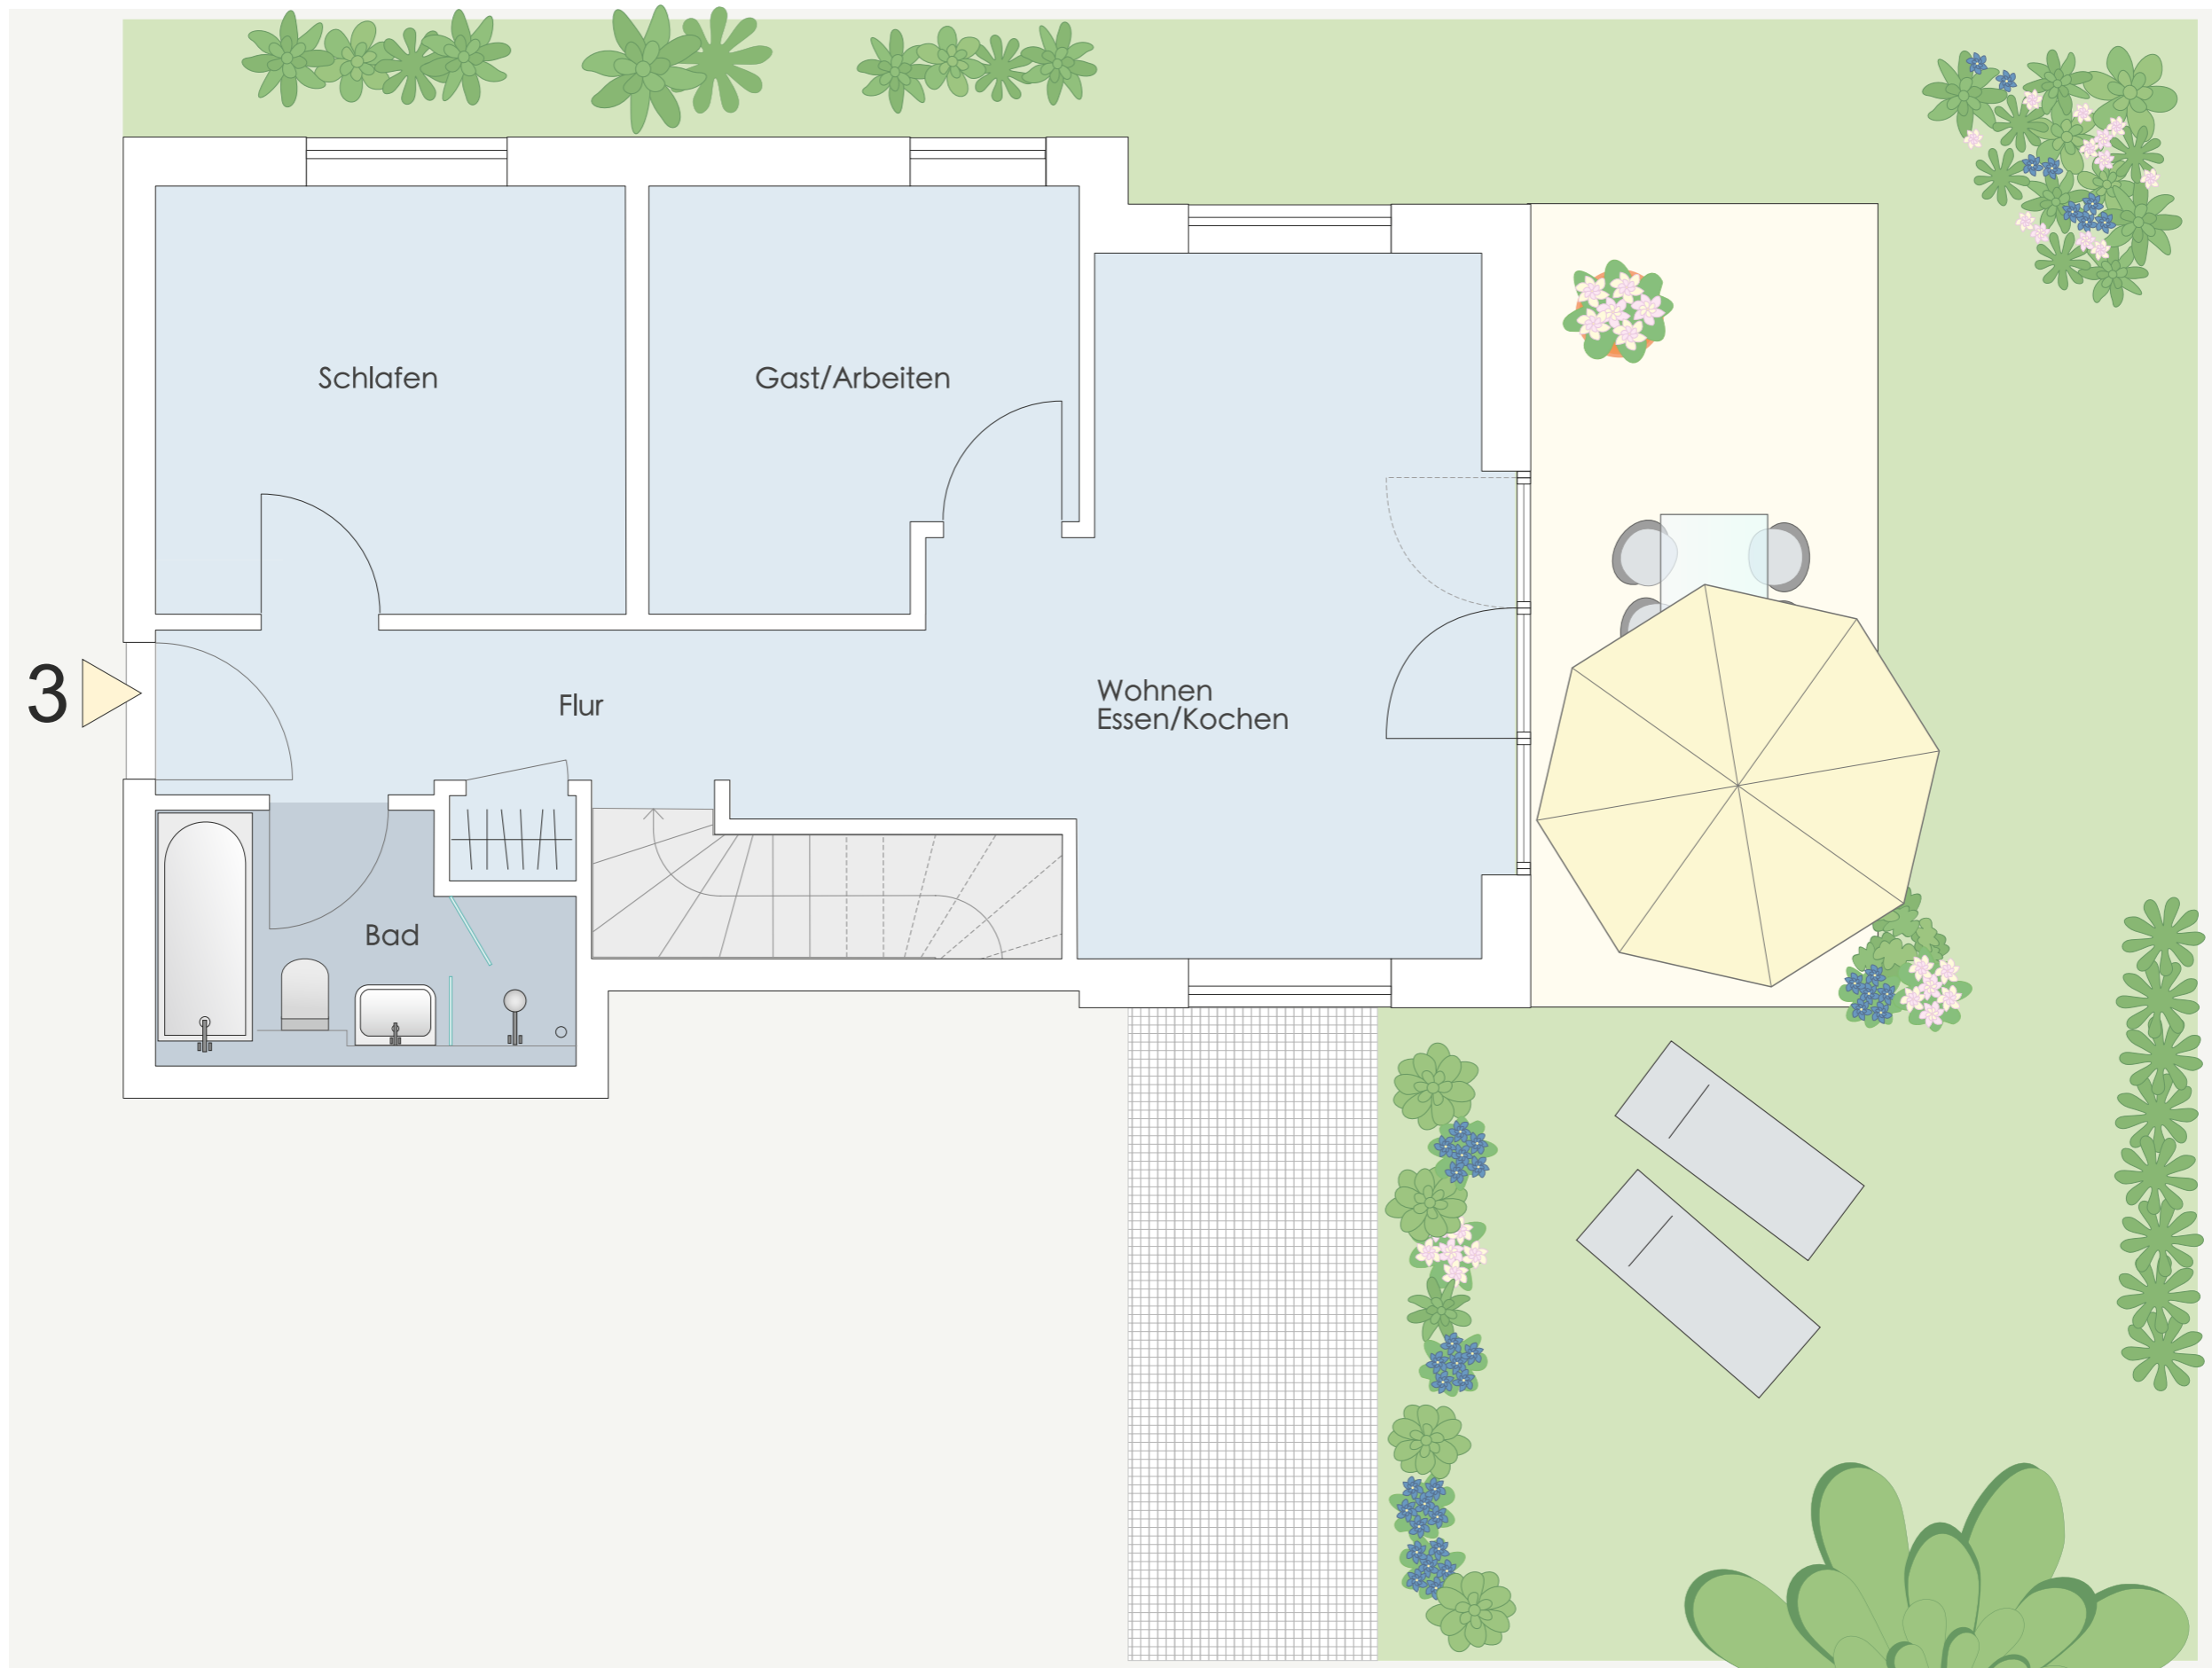 Schlafen
Gast/Arbeiten
3
Flur
Wohnen
Essen/Kochen
Bad